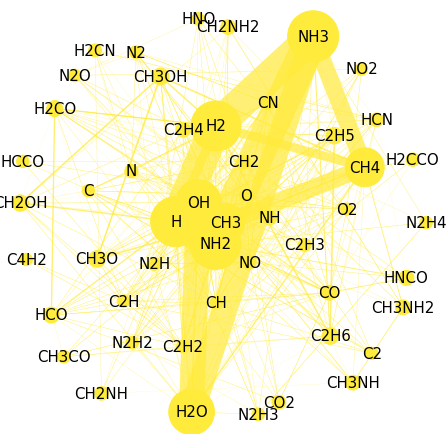 HNO
CH2NH2
NH3
H2CN
N2
N2O
CH3OH
NO2
H2CO
CN
C2H4
H2
C2H5
HCN
HCCO
CH2
H2CCO
N
CH4
C
CH2OH
OH
O
O2
H
CH3
NH
N2H4
NH2
C2H3
C4H2
CH3O
N2H
NO
HNCO
CO
C2H
CH
CH3NH2
HCO
C2H6
N2H2
C2H2
CH3CO
C2
CH2NH
CH3NH
CO2
H2O
N2H3